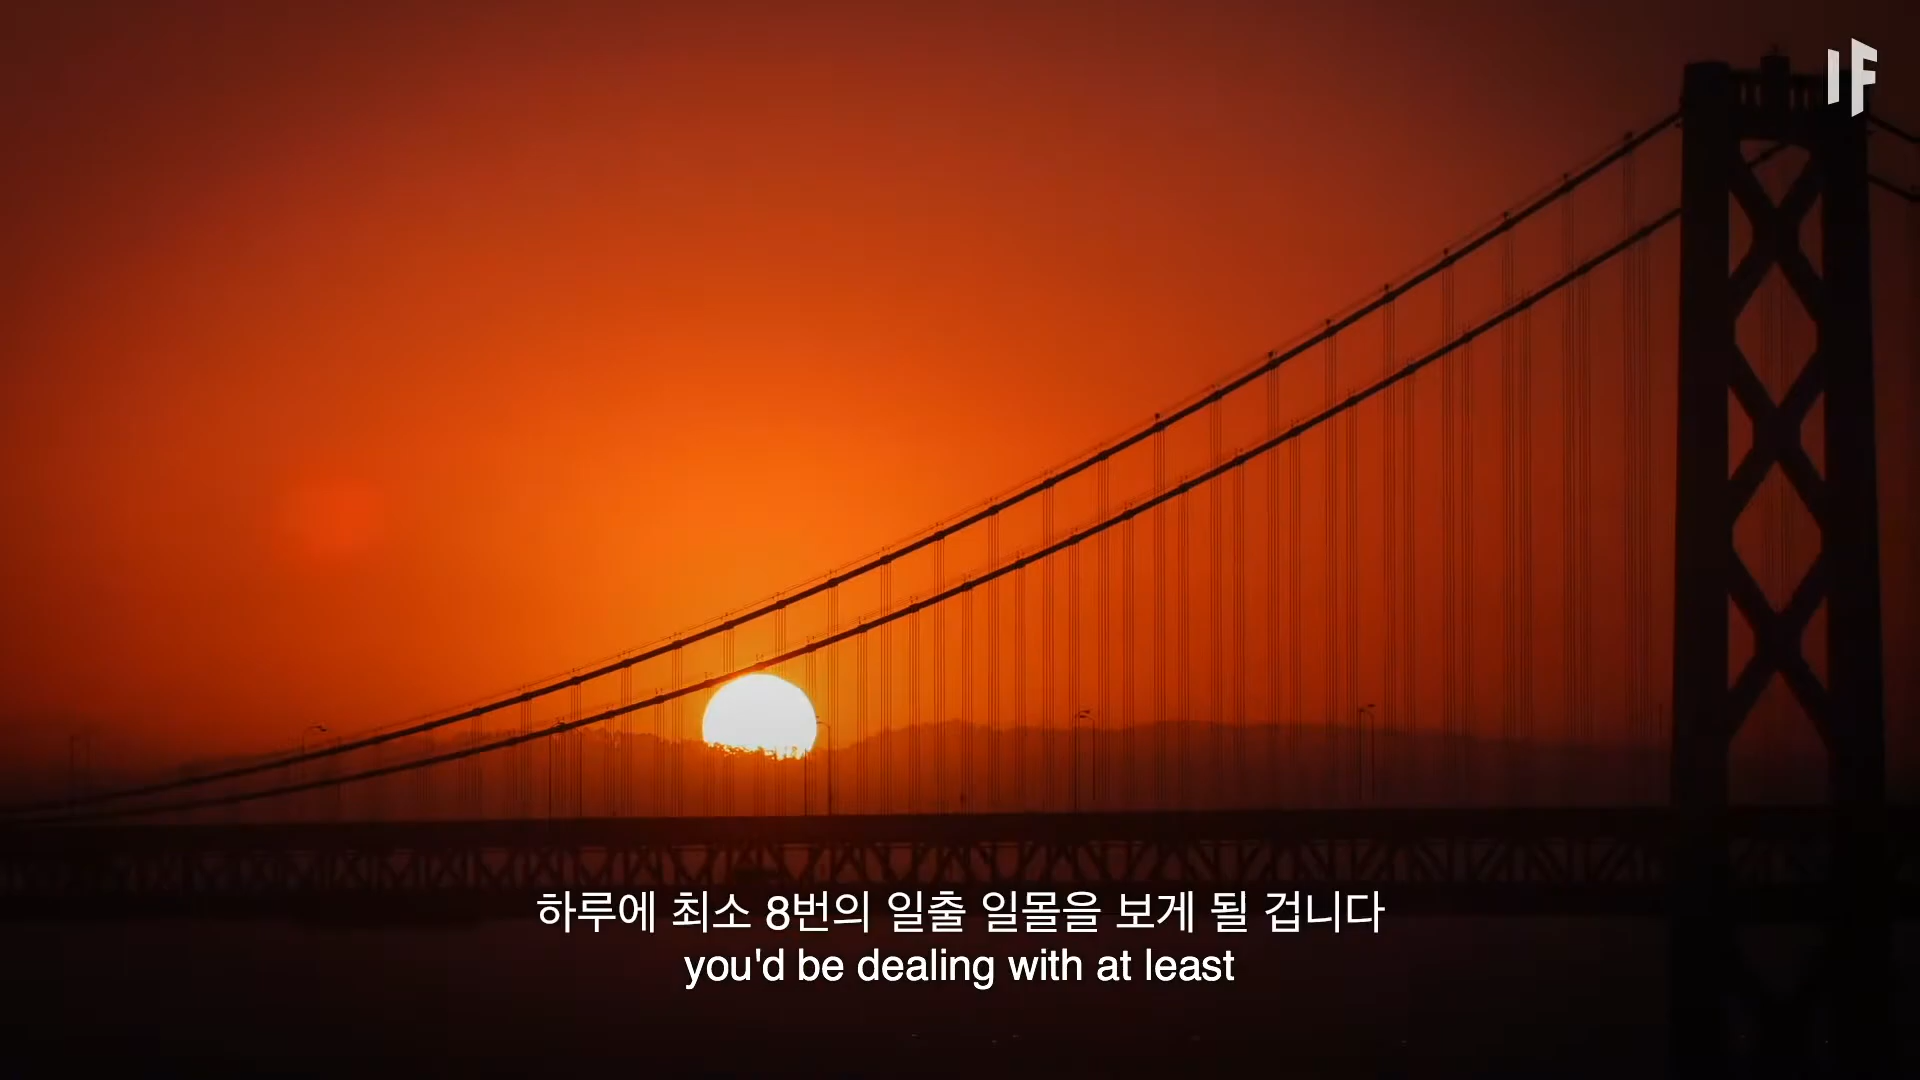 IF
하루에 최소 8번의 일출 일몰을 보게 될 겁니다
you'd be dealing with at least